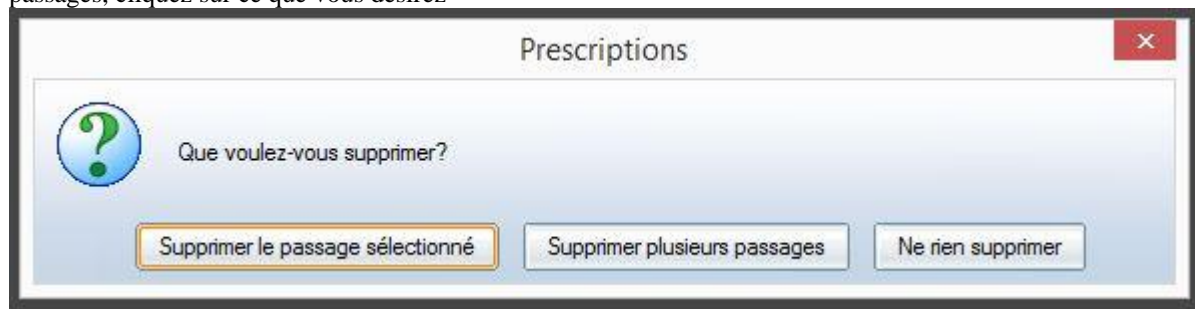 passages, cliquez sur ce que vous désirez
Prescriptions
Que voulez-vous supprimer?
Supprimer le passage sélectionné
Supprimer plusieurs passages
Ne rien supprimer